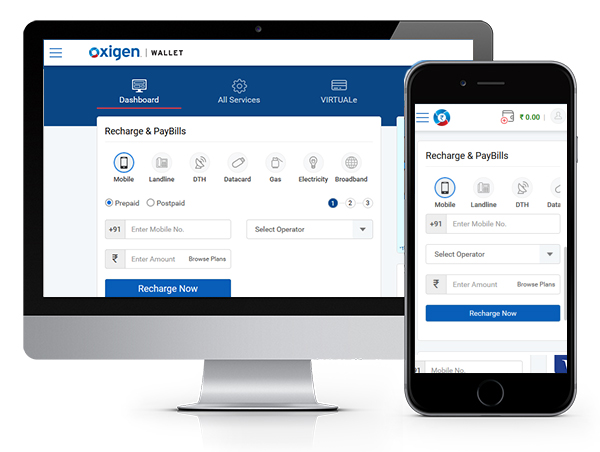 oxigen | WALLET
Dashboard
All Services
VIRTUALe
Recharge & PayBills
Mobile
Landline
DTH
Datacard
Gas
Electricity
Broadband
Prepaid
Postpaid
1
2
3
+91
Enter Mobile No.
Select Operator
₹
Enter Amount
Browse Plans
Recharge Now
₹ 0.00
Recharge & PayBills
Mobile
Landline
DTH
Data
+91
Enter Mobile No.
Select Operator
₹
Enter Amount
Browse Plans
Recharge Now
+91
Mobile No.